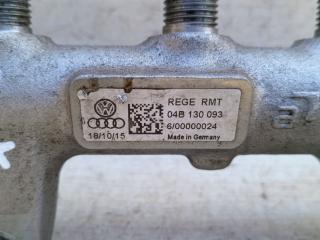 REGE RMT
04B 130 093
6/00000024
18/10/15
Made in Germany